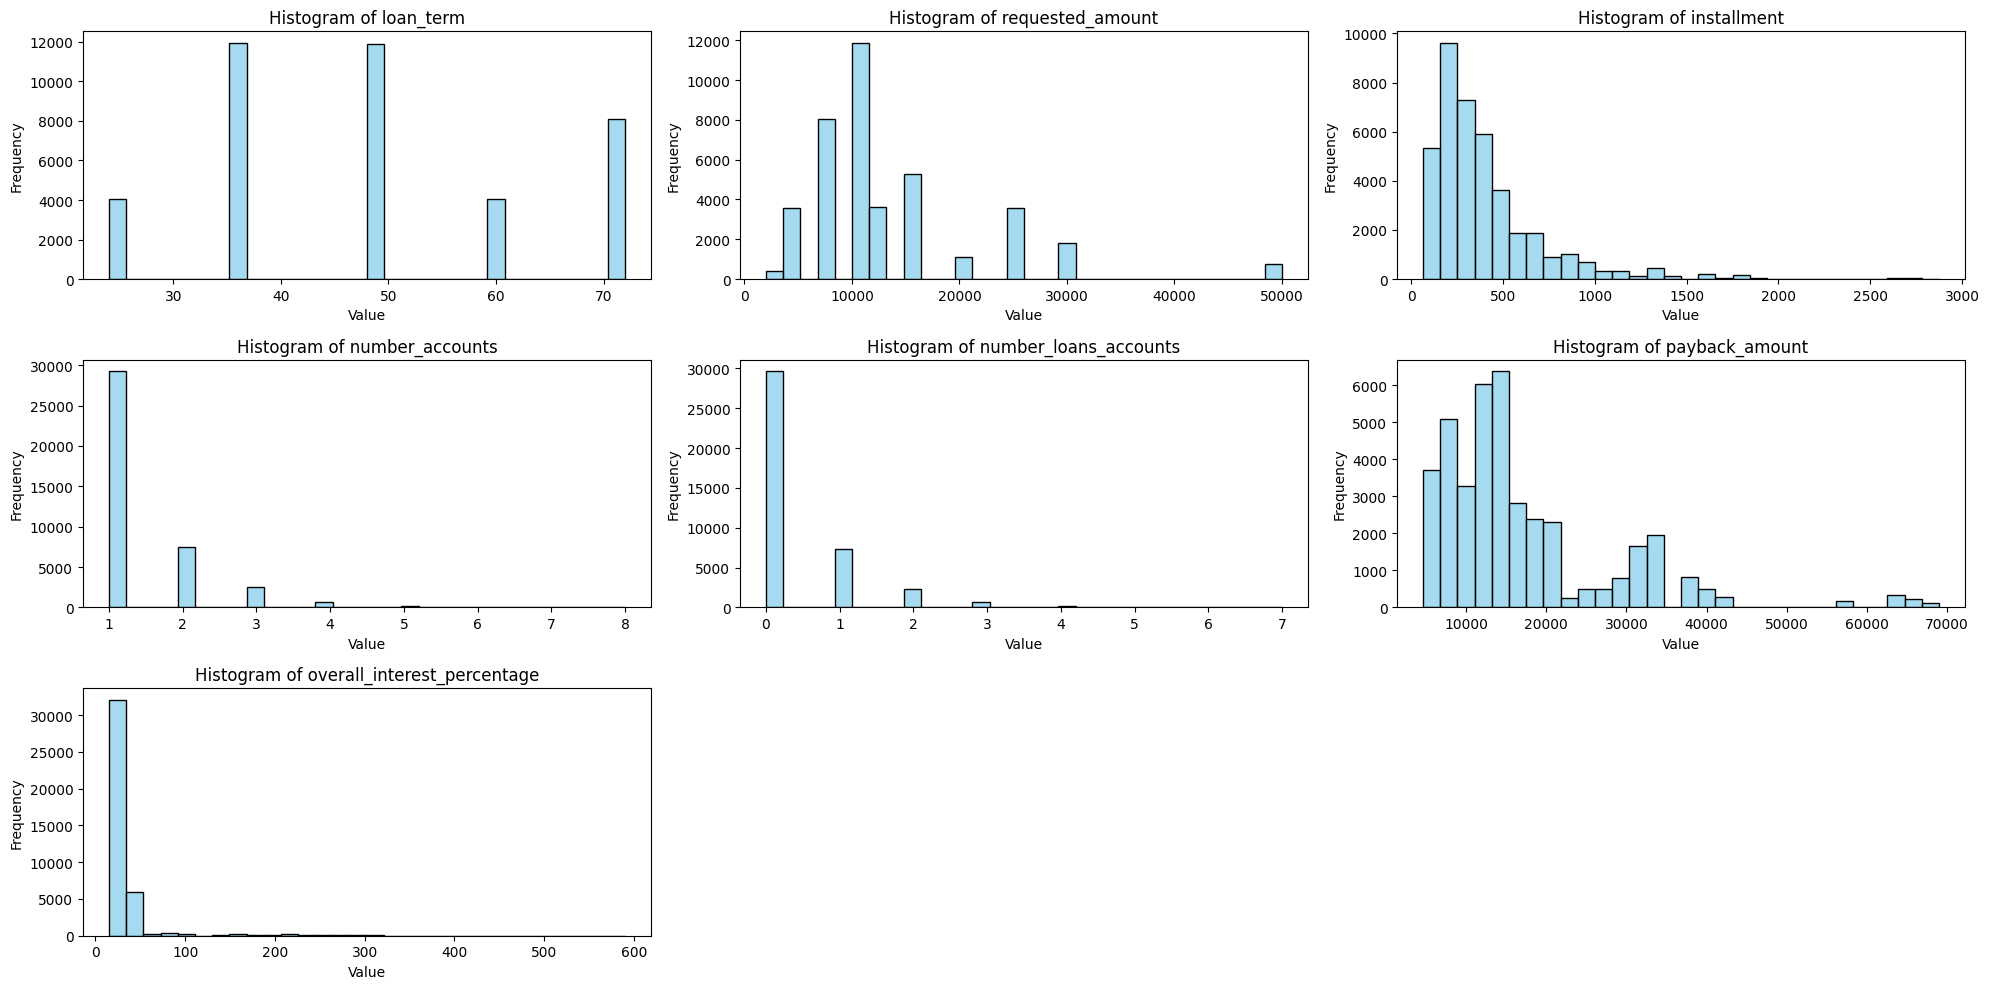 Histogram of loan_term
Frequency
12000
10000
8000
6000
4000
2000
0
30 40 50 60 70
Value
Histogram of requested_amount
Frequency
12000
10000
8000
6000
4000
2000
0
0 10000 20000 30000 40000 50000
Value
Histogram of installment
Frequency
10000
8000
6000
4000
2000
0
0 500 1000 1500 2000 2500 3000
Value
Histogram of number_accounts
Frequency
30000
25000
20000
15000
10000
5000
0
1 2 3 4 5 6 7 8
Value
Histogram of number_loans_accounts
Frequency
30000
25000
20000
15000
10000
5000
0
0 1 2 3 4 5 6 7
Value
Histogram of payback_amount
Frequency
6000
5000
4000
3000
2000
1000
0
10000 20000 30000 40000 50000 60000 70000
Value
Histogram of overall_interest_percentage
Frequency
30000
25000
20000
15000
10000
5000
0
0 100 200 300 400 500 600
Value